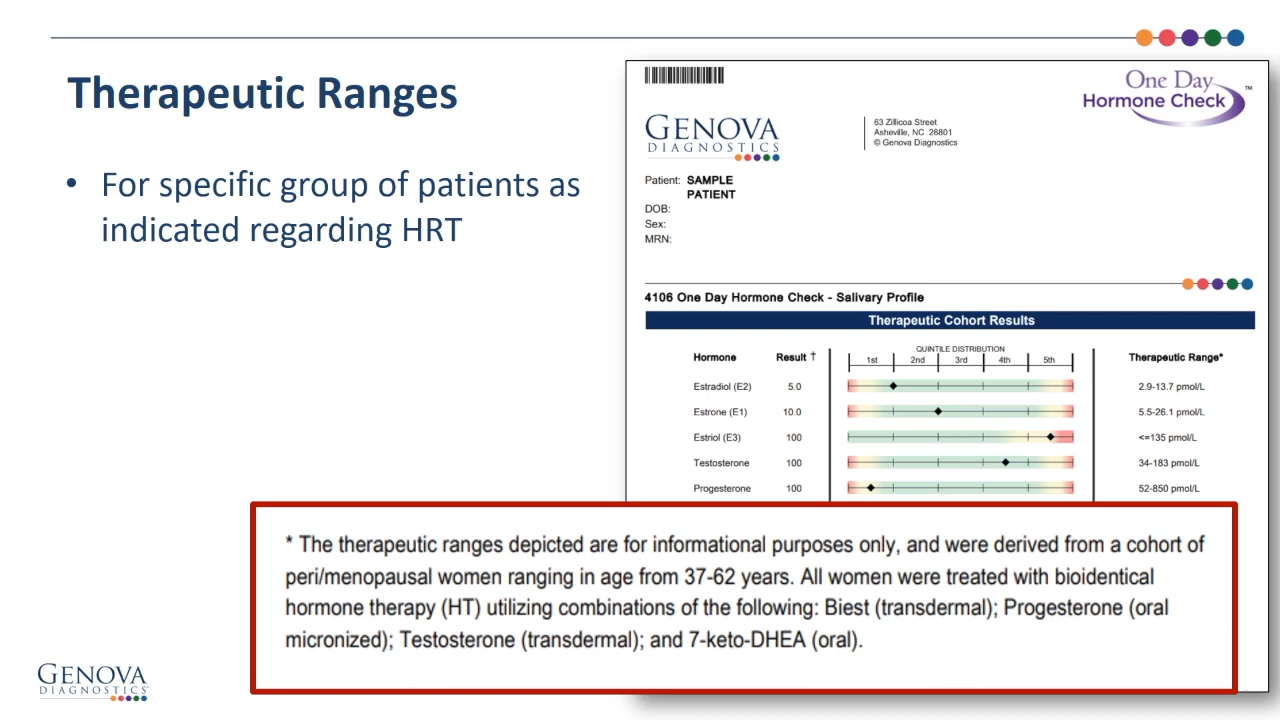 Therapeutic Ranges
• For specific group of patients as
indicated regarding HRT
One Day
Hormone Check™
GENOVA
DIAGNOSTICS
63 Zillicoa Street
Asheville, NC 28801
© Genova Diagnostics
Patient: SAMPLE
PATIENT
DOB:
Sex:
MRN:
4106 One Day Hormone Check - Salivary Profile
Therapeutic Cohort Results
QUINTILE DISTRIBUTION
Hormone Result † 1st 2nd 3rd 4th 5th Therapeutic Range*
Estradiol (E2) 5.0 2.9-13.7 pmol/L
Estrone (E1) 10.0 5.5-26.1 pmol/L
Estriol (E3) 100 <=135 pmol/L
Testosterone 100 34-183 pmol/L
Progesterone 100 52-850 pmol/L
* The therapeutic ranges depicted are for informational purposes only, and were derived from a cohort of
peri/menopausal women ranging in age from 37-62 years. All women were treated with bioidentical
hormone therapy (HT) utilizing combinations of the following: Biest (transdermal); Progesterone (oral
micronized); Testosterone (transdermal); and 7-keto-DHEA (oral).
GENOVA
DIAGNOSTICS